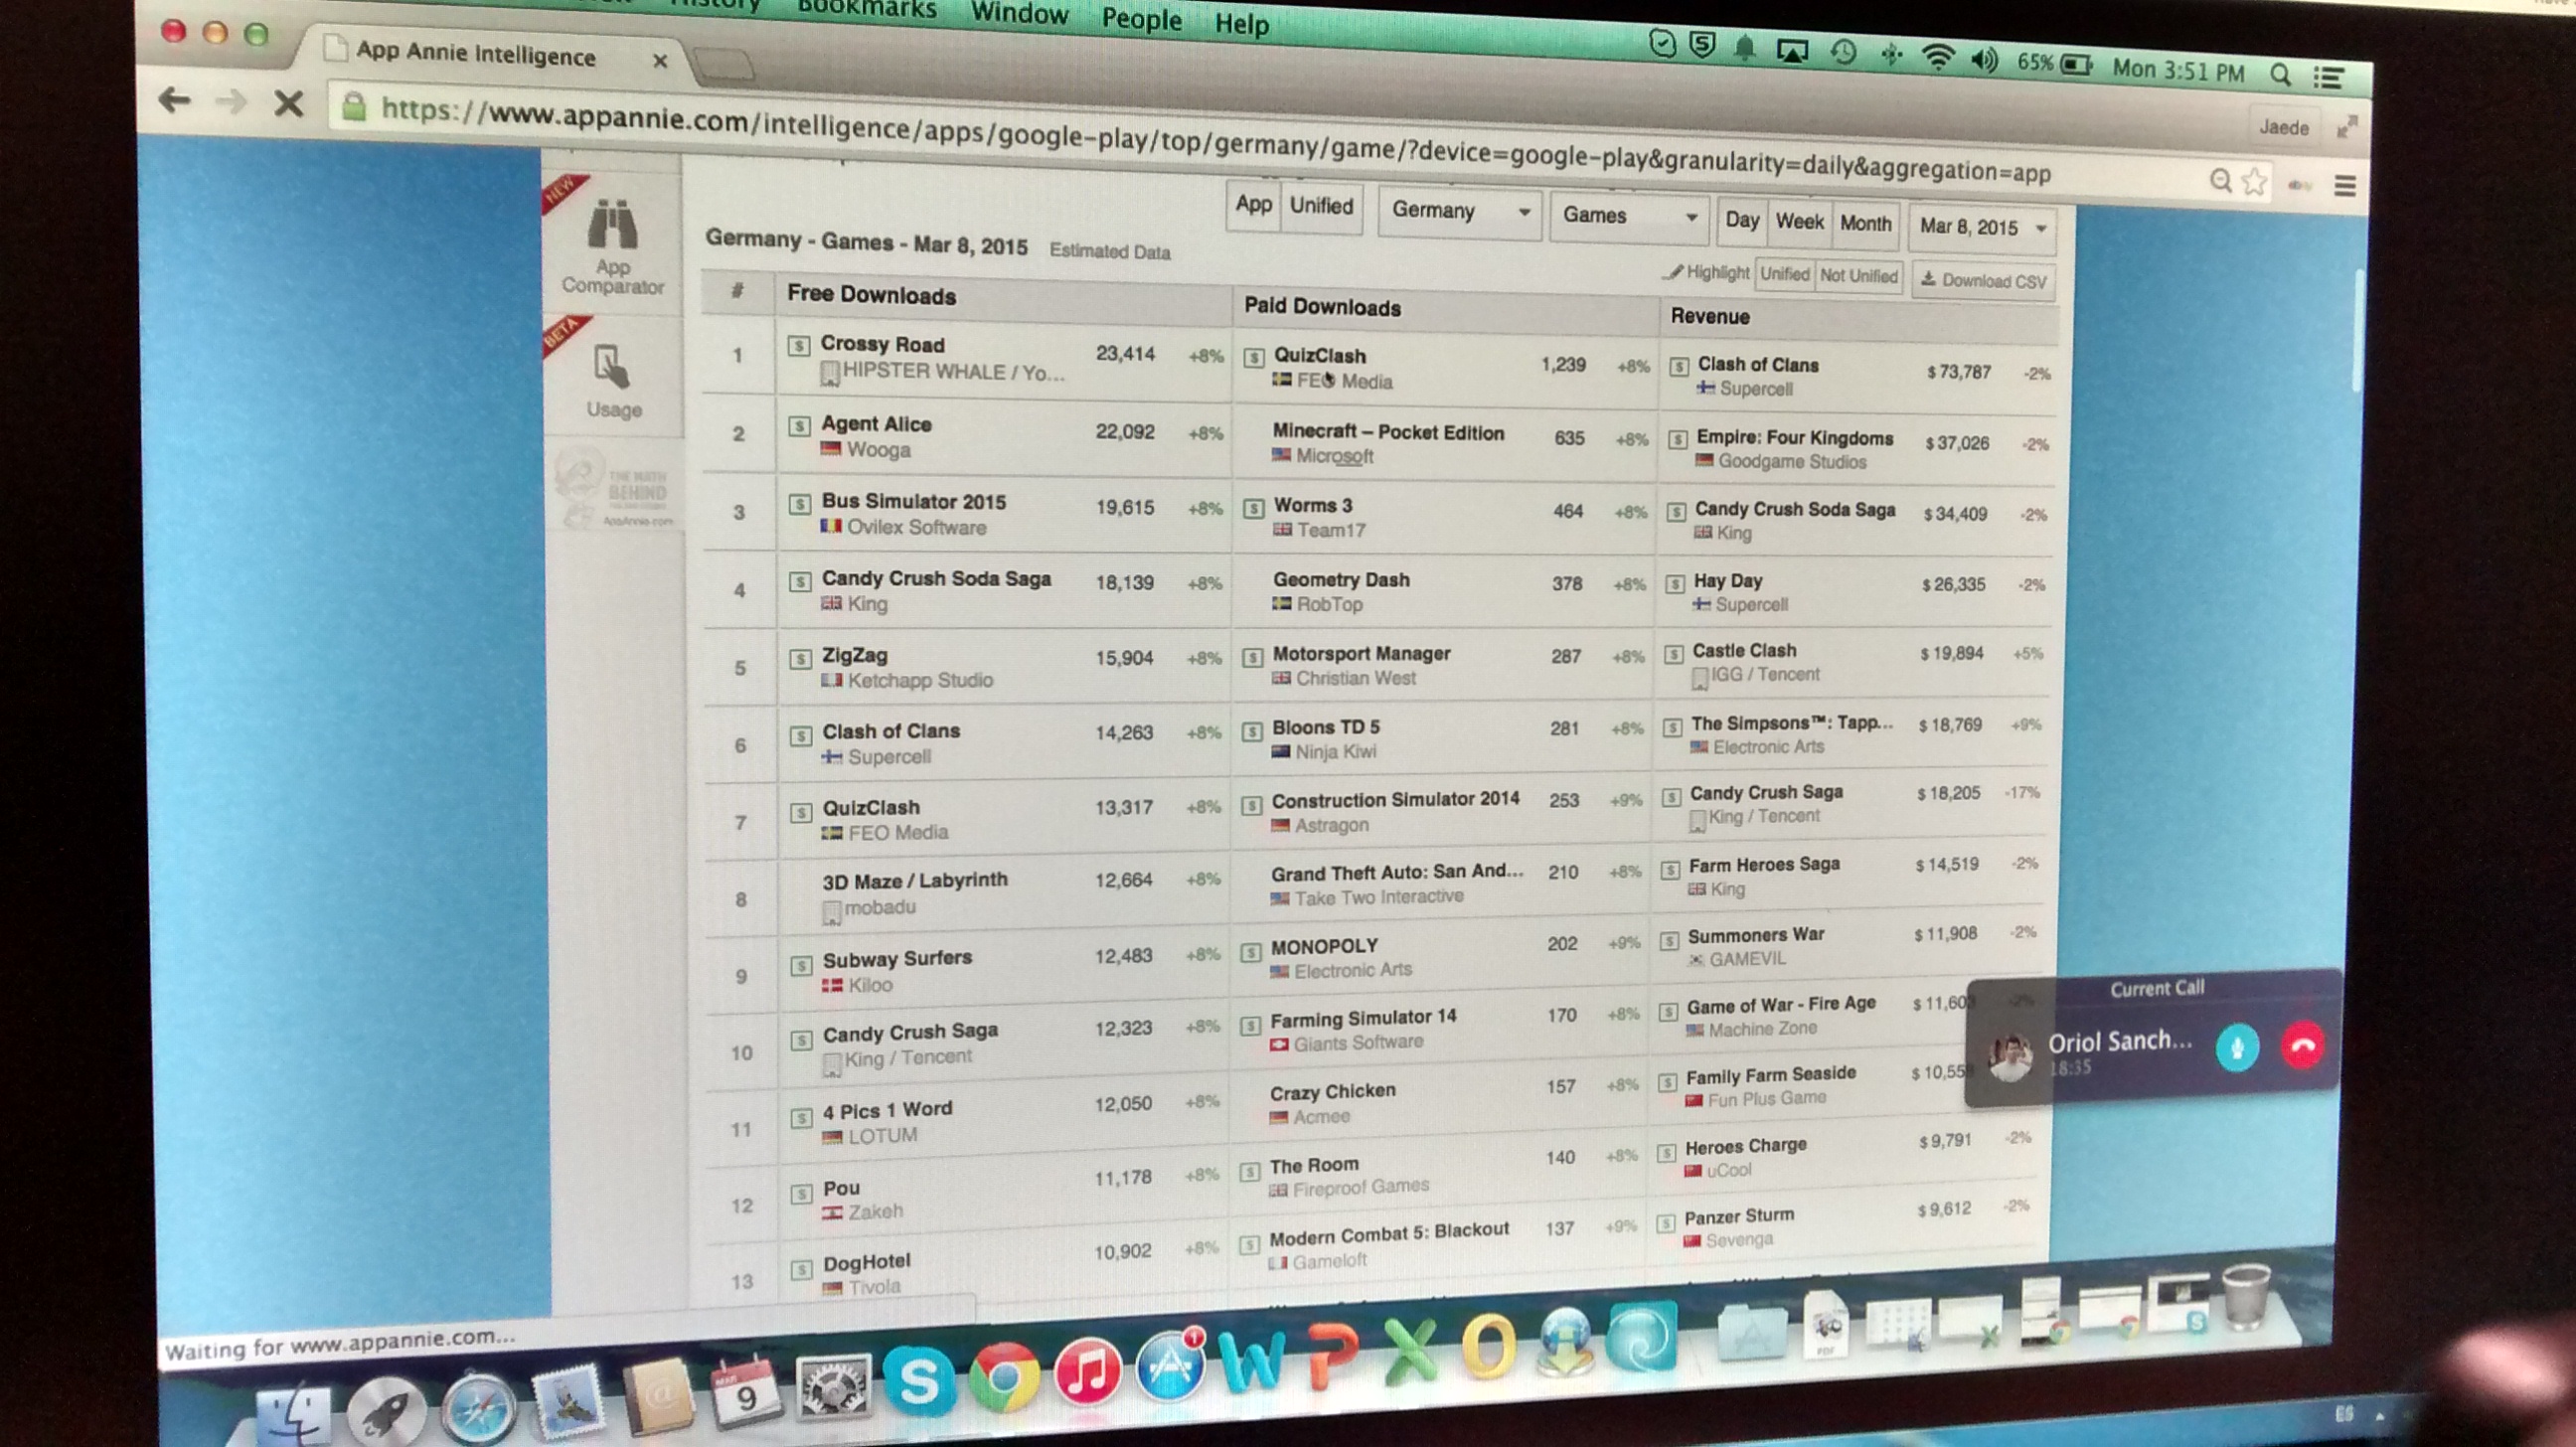 Bookmarks Window People Help
65% Mon 3:51 PM
App Annie Intelligence
https://www.appannie.com/intelligence/apps/google-play/top/germany/game/?device=google-play&granularity=daily&aggregation=app
Jaede
NEW
App Comparator
BETA
Usage
THE MATH
BEHIND
AppAnnie.com
App Unified Germany Games Day Week Month Mar 8, 2015
Germany - Games - Mar 8, 2015 Estimated Data
Highlight Unified Not Unified Download CSV
# Free Downloads Paid Downloads Revenue
1 Crossy Road 23,414 +8% QuizClash 1,239 +8% Clash of Clans $73,787 -2%
HIPSTER WHALE / Yo... FEO Media Supercell
2 Agent Alice 22,092 +8% Minecraft – Pocket Edition 635 +8% Empire: Four Kingdoms $37,026 -2%
Wooga Microsoft Goodgame Studios
3 Bus Simulator 2015 19,615 +8% Worms 3 464 +8% Candy Crush Soda Saga $34,409 -2%
Ovilex Software Team17 King
4 Candy Crush Soda Saga 18,139 +8% Geometry Dash 378 +8% Hay Day $26,335 -2%
King RobTop Supercell
5 ZigZag 15,904 +8% Motorsport Manager 287 +8% Castle Clash $19,894 +5%
Ketchapp Studio Christian West IGG / Tencent
6 Clash of Clans 14,263 +8% Bloons TD 5 281 +8% The Simpsons™: Tapp... $18,769 +9%
Supercell Ninja Kiwi Electronic Arts
7 QuizClash 13,317 +8% Construction Simulator 2014 253 +9% Candy Crush Saga $18,205 -17%
FEO Media Astragon King / Tencent
8 3D Maze / Labyrinth 12,664 +8% Grand Theft Auto: San And... 210 +8% Farm Heroes Saga $14,519 -2%
mobadu Take Two Interactive King
9 Subway Surfers 12,483 +8% MONOPOLY 202 +9% Summoners War $11,908 -2%
Kiloo Electronic Arts GAMEVIL
10 Candy Crush Saga 12,323 +8% Farming Simulator 14 170 +8% Game of War - Fire Age $11,60
King / Tencent Giants Software Machine Zone
11 4 Pics 1 Word 12,050 +8% Crazy Chicken 157 +8% Family Farm Seaside $10,55
LOTUM Acmee Fun Plus Game
12 Pou 11,178 +8% The Room 140 +8% Heroes Charge $9,791 -2%
Zakeh Fireproof Games uCool
13 DogHotel 10,902 +8% Modern Combat 5: Blackout 137 +9% Panzer Sturm $9,612 -2%
Tivola Gameloft Sevenga
Current Call
Oriol Sanch...
18:35
Waiting for www.appannie.com...
9
1
PDF
ES